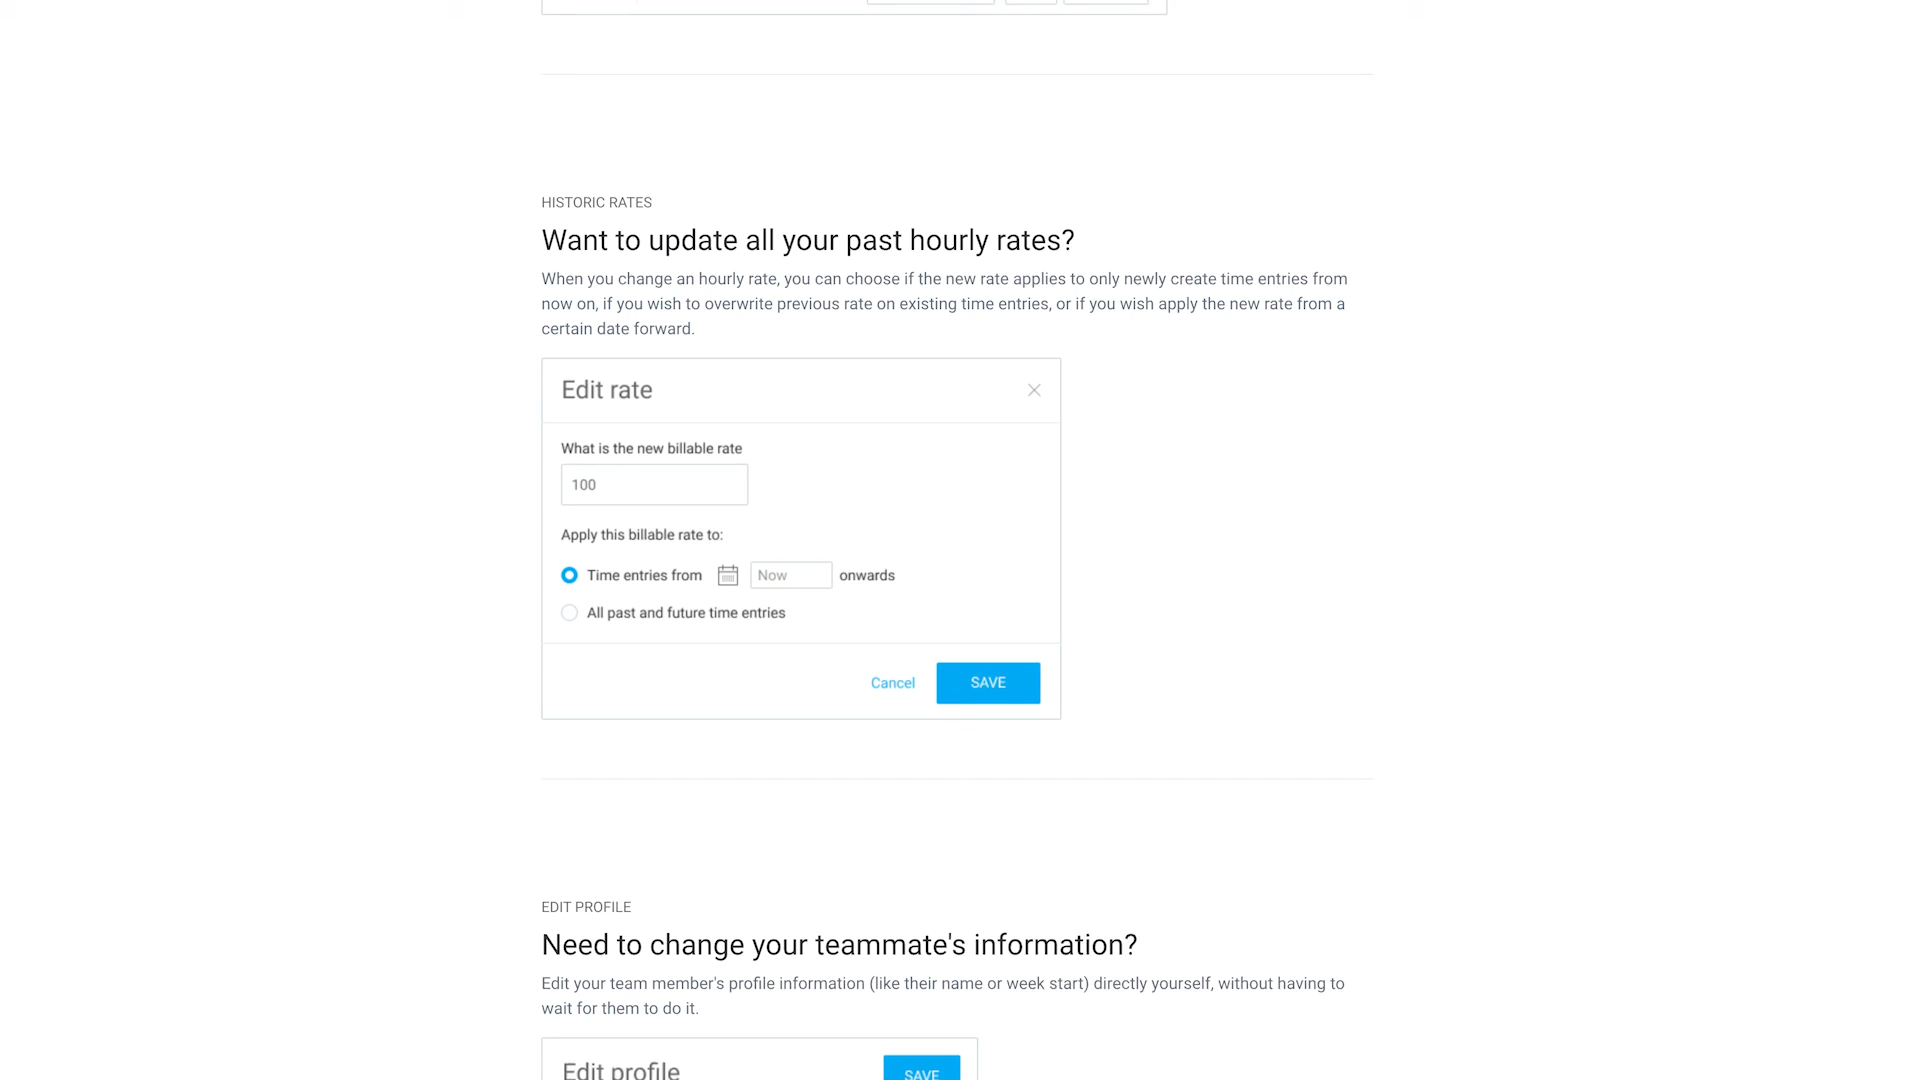 HISTORIC RATES
Want to update all your past hourly rates?
When you change an hourly rate, you can choose if the new rate applies to only newly create time entries from
now on, if you wish to overwrite previous rate on existing time entries, or if you wish apply the new rate from a
certain date forward.
Edit rate
What is the new billable rate
100
Apply this billable rate to:
Time entries from Now onwards
All past and future time entries
Cancel SAVE
EDIT PROFILE
Need to change your teammate's information?
Edit your team member's profile information (like their name or week start) directly yourself, without having to
wait for them to do it.
Edit profile SAVE